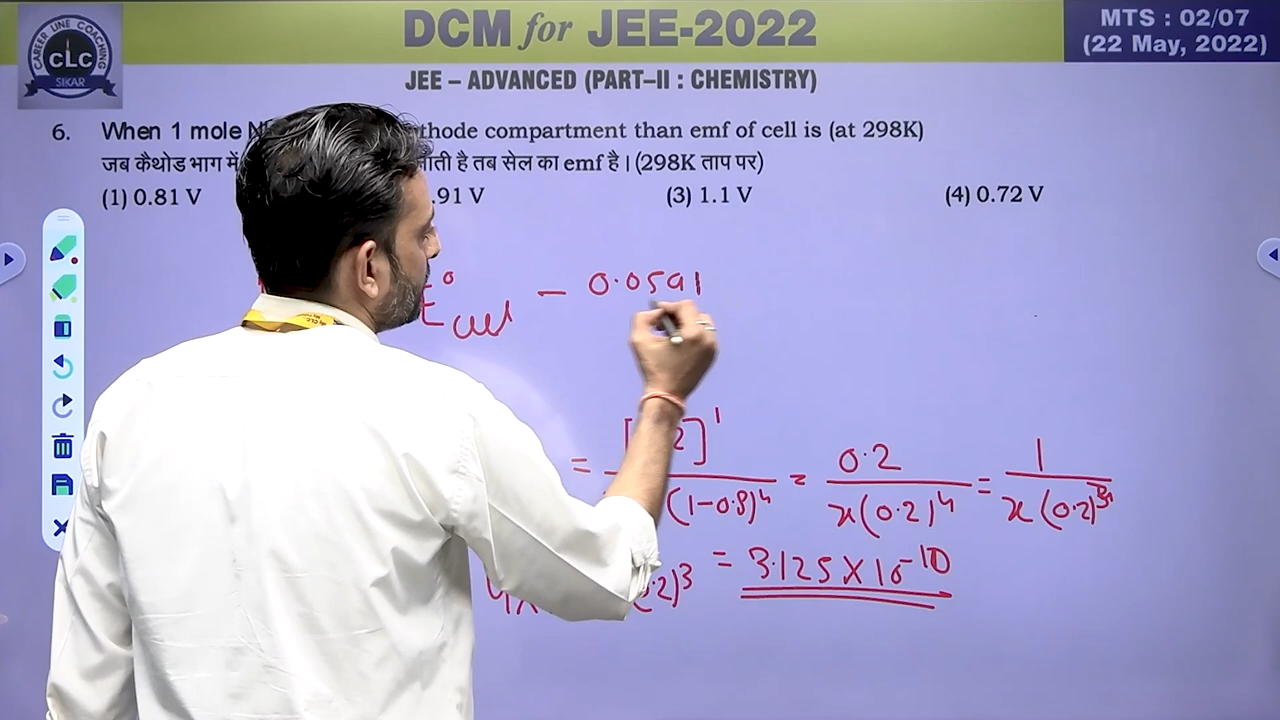 CAREER LINE COACHING
CLC
SIKAR
DCM for JEE-2022
MTS : 02/07
(22 May, 2022)
JEE – ADVANCED (PART–II : CHEMISTRY)
6. When 1 mole thode compartment than emf of cell is (at 298K)
जब कैथोड भाग में ाती है तब सेल का emf है। (298K ताप पर)
(1) 0.81 V .91 V (3) 1.1 V (4) 0.72 V
E° cell – 0.0591
= [ 2]¹ / (1-0.8)⁴ = 0.2 / x(0.2)⁴ = 1 / x(0.2)³
.2)³ = 3.125 × 10⁻¹⁰